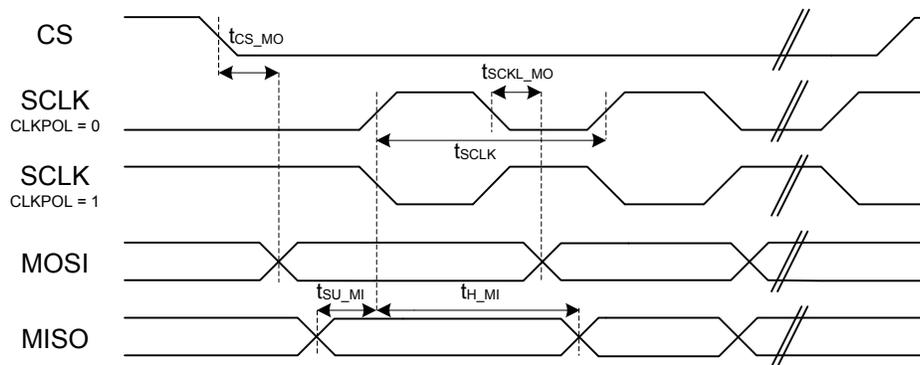 CS
tCS_MO
SCLK
CLKPOL = 0
tSCKL_MO
tSCLK
SCLK
CLKPOL = 1
MOSI
tSU_MI
tH_MI
MISO